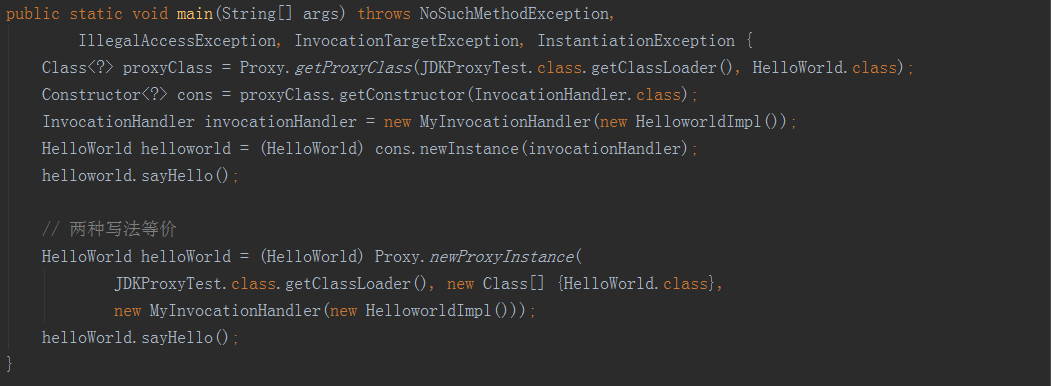 public static void main(String[] args) throws NoSuchMethodException,
        IllegalAccessException, InvocationTargetException, InstantiationException {
    Class<?> proxyClass = Proxy.getProxyClass(JDKProxyTest.class.getClassLoader(), HelloWorld.class);
    Constructor<?> cons = proxyClass.getConstructor(InvocationHandler.class);
    InvocationHandler invocationHandler = new MyInvocationHandler(new HelloworldImpl());
    HelloWorld helloworld = (HelloWorld) cons.newInstance(invocationHandler);
    helloworld.sayHello();

    // 两种写法等价
    HelloWorld helloWorld = (HelloWorld) Proxy.newProxyInstance(
            JDKProxyTest.class.getClassLoader(), new Class[] {HelloWorld.class},
            new MyInvocationHandler(new HelloworldImpl()));
    helloWorld.sayHello();
}